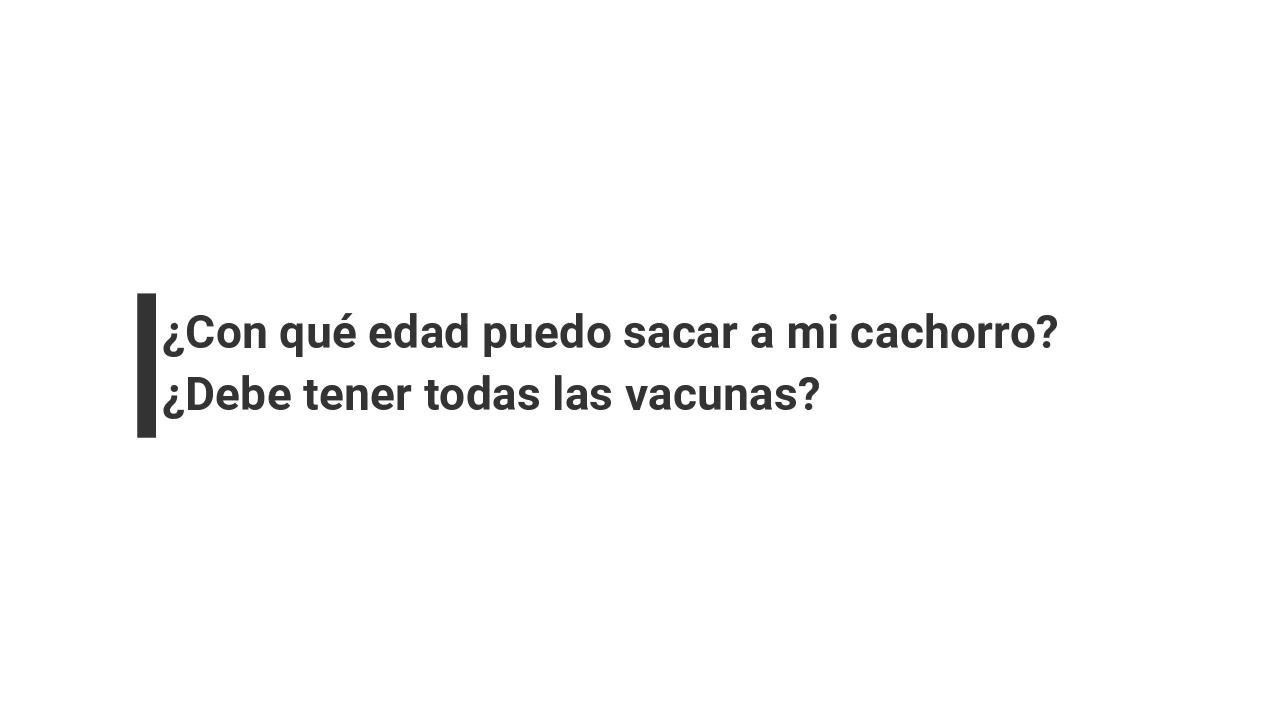 ¿Con qué edad puedo sacar a mi cachorro?
¿Debe tener todas las vacunas?